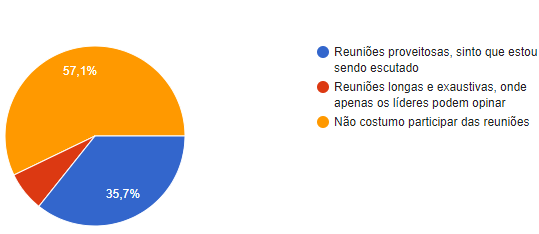 57,1%
35,7%
Reuniões proveitosas, sinto que estou
sendo escutado
Reuniões longas e exaustivas, onde
apenas os líderes podem opinar
Não costumo participar das reuniões